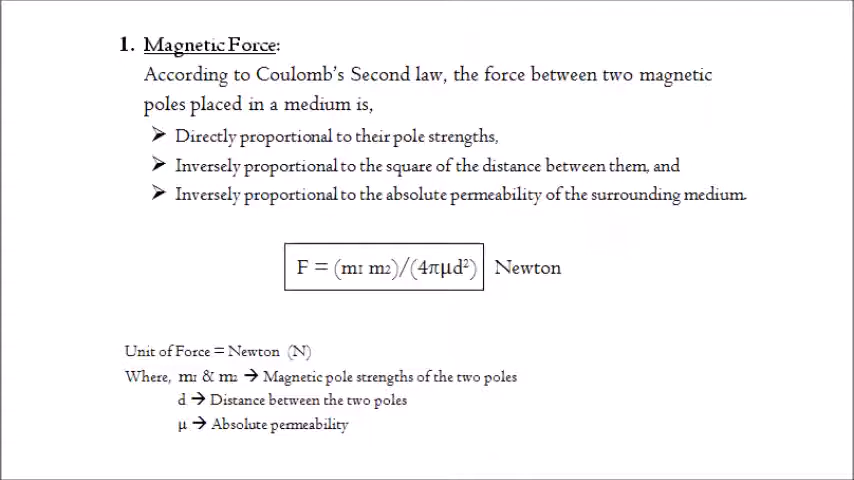 1. Magnetic Force:
According to Coulomb's Second law, the force between two magnetic
poles placed in a medium is,
➢ Directly proportional to their pole strengths,
➢ Inversely proportional to the square of the distance between them, and
➢ Inversely proportional to the absolute permeability of the surrounding medium.
F = (m1 m2)/(4πμd²) Newton
Unit of Force = Newton (N)
Where, m1 & m2 → Magnetic pole strengths of the two poles
d → Distance between the two poles
μ → Absolute permeability